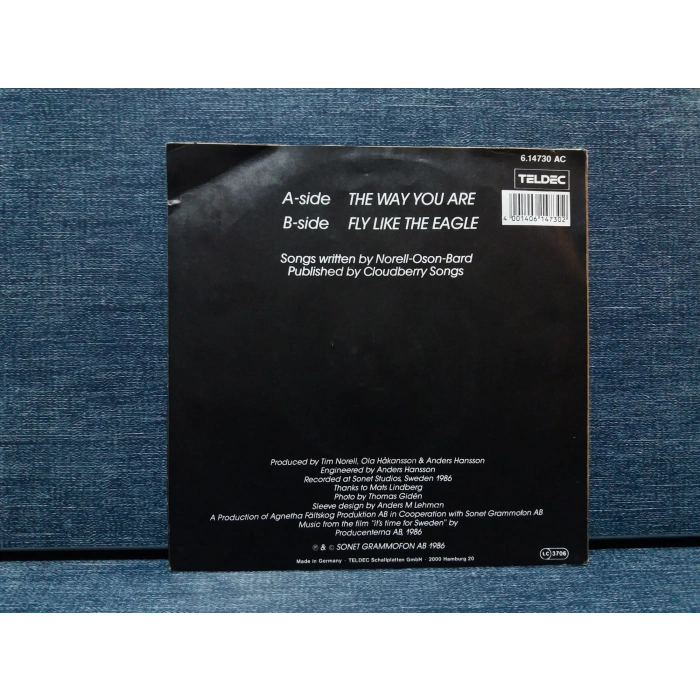 6.14730 AC
TELDEC
4 001406 147302
A-side THE WAY YOU ARE
B-side FLY LIKE THE EAGLE
Songs written by Norell-Oson-Bard
Published by Cloudberry Songs
Produced by Tim Norell, Ola Håkansson & Anders Hansson
Engineered by Anders Hansson
Recorded at Sonet Studios, Sweden 1986
Thanks to Mats Lindberg
Photo by Thomas Gidén
Sleeve design by Anders M Lehman
A Production of Agnetha Fältskog Produktion AB in Cooperation with Sonet Grammofon AB
Music from the film "it's time for Sweden" by
Producenterna AB, 1986
℗ & © SONET GRAMMOFON AB 1986
LC 3706
Made in Germany · TELDEC Schallplatten GmbH · 2000 Hamburg 20